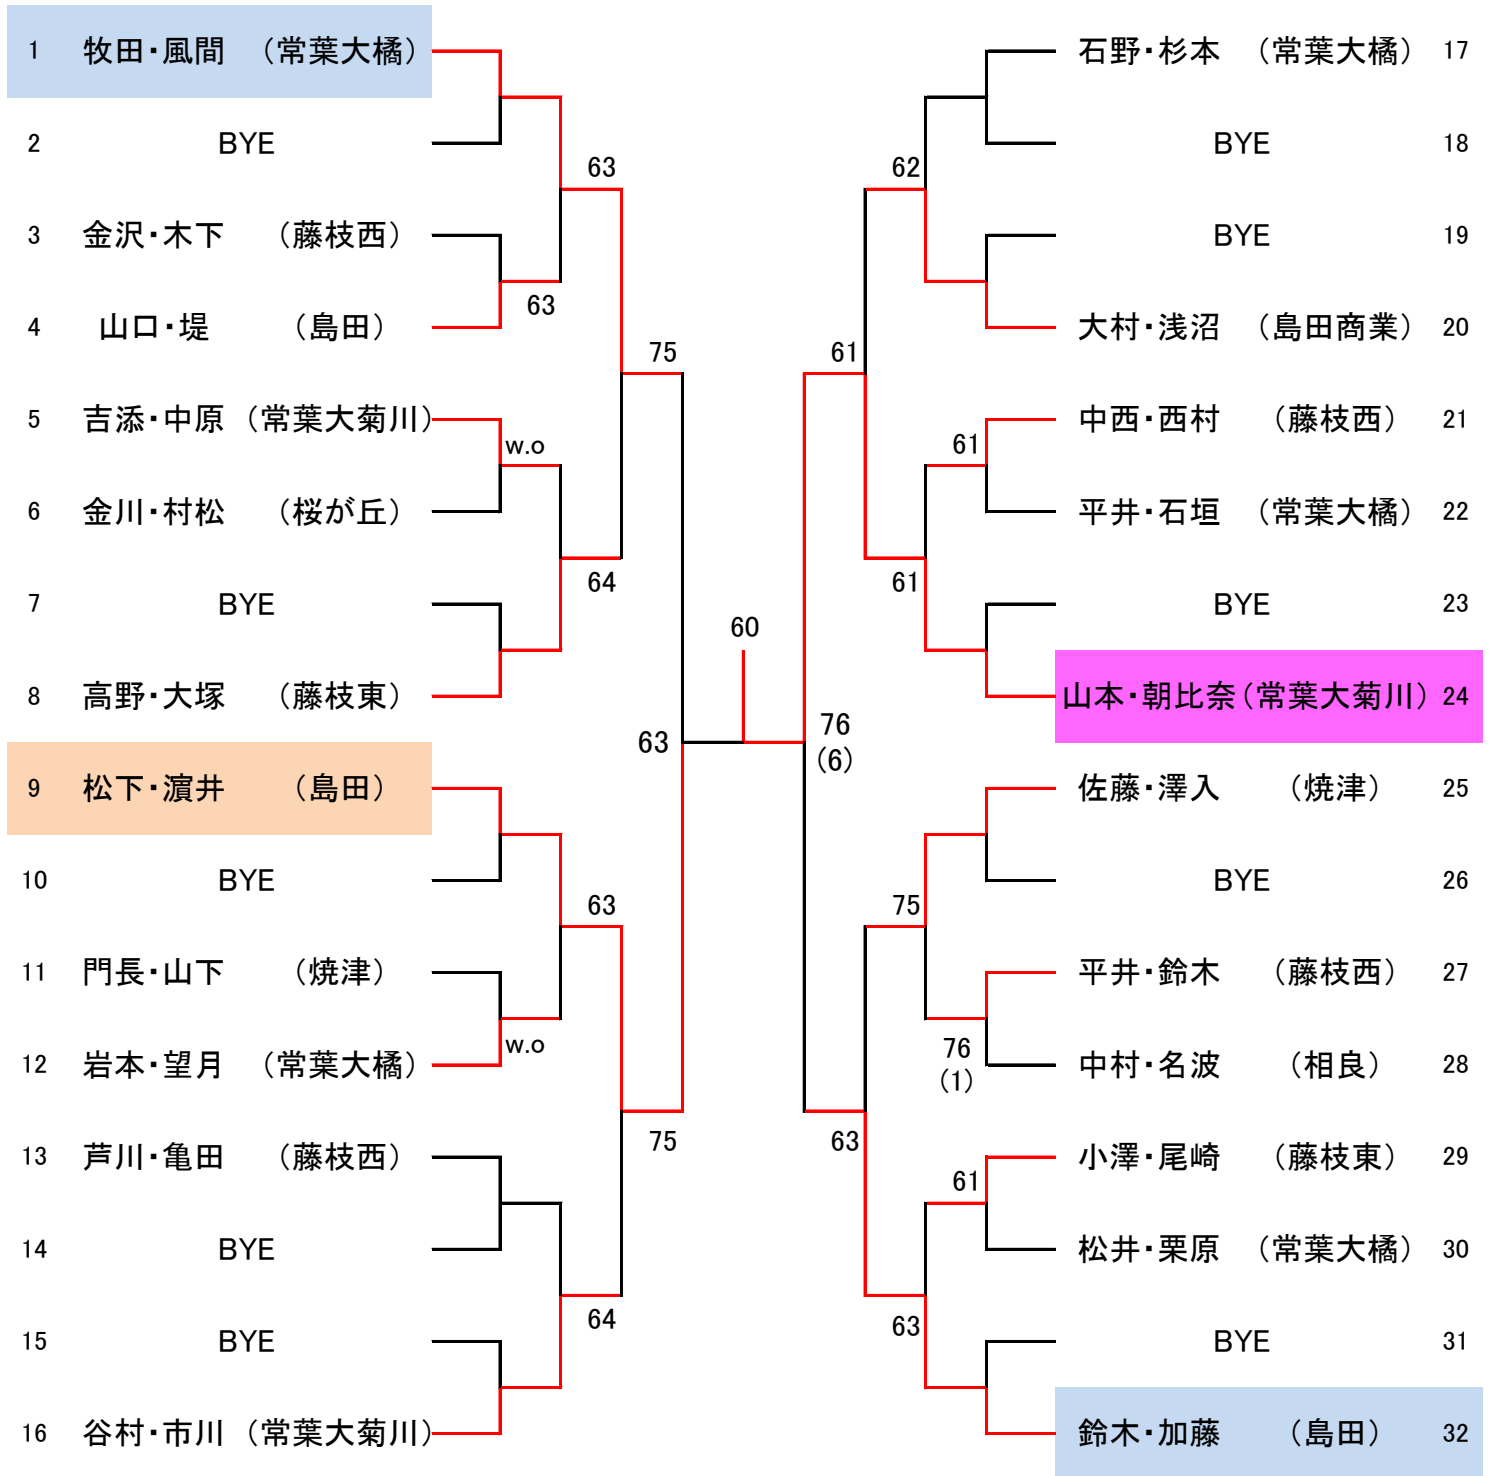 1 牧田・風間 （常葉大橘）
2 BYE
63
3 金沢・木下 （藤枝西）
63
4 山口・堤 （島田）
75
5 吉添・中原 （常葉大菊川）
w.o
6 金川・村松 （桜が丘）
64
7 BYE
8 高野・大塚 （藤枝東）
63
9 松下・濵井 （島田）
10 BYE
63
11 門長・山下 （焼津）
w.o
12 岩本・望月 （常葉大橘）
75
13 芦川・亀田 （藤枝西）
14 BYE
64
15 BYE
16 谷村・市川 （常葉大菊川）
60
石野・杉本 （常葉大橘） 17
BYE 18
62
BYE 19
大村・浅沼 （島田商業） 20
61
中西・西村 （藤枝西） 21
61
平井・石垣 （常葉大橘） 22
61
BYE 23
山本・朝比奈（常葉大菊川） 24
76
(6)
佐藤・澤入 （焼津） 25
BYE 26
75
平井・鈴木 （藤枝西） 27
76
(1)
中村・名波 （相良） 28
63
小澤・尾崎 （藤枝東） 29
61
松井・栗原 （常葉大橘） 30
63
BYE 31
鈴木・加藤 （島田） 32